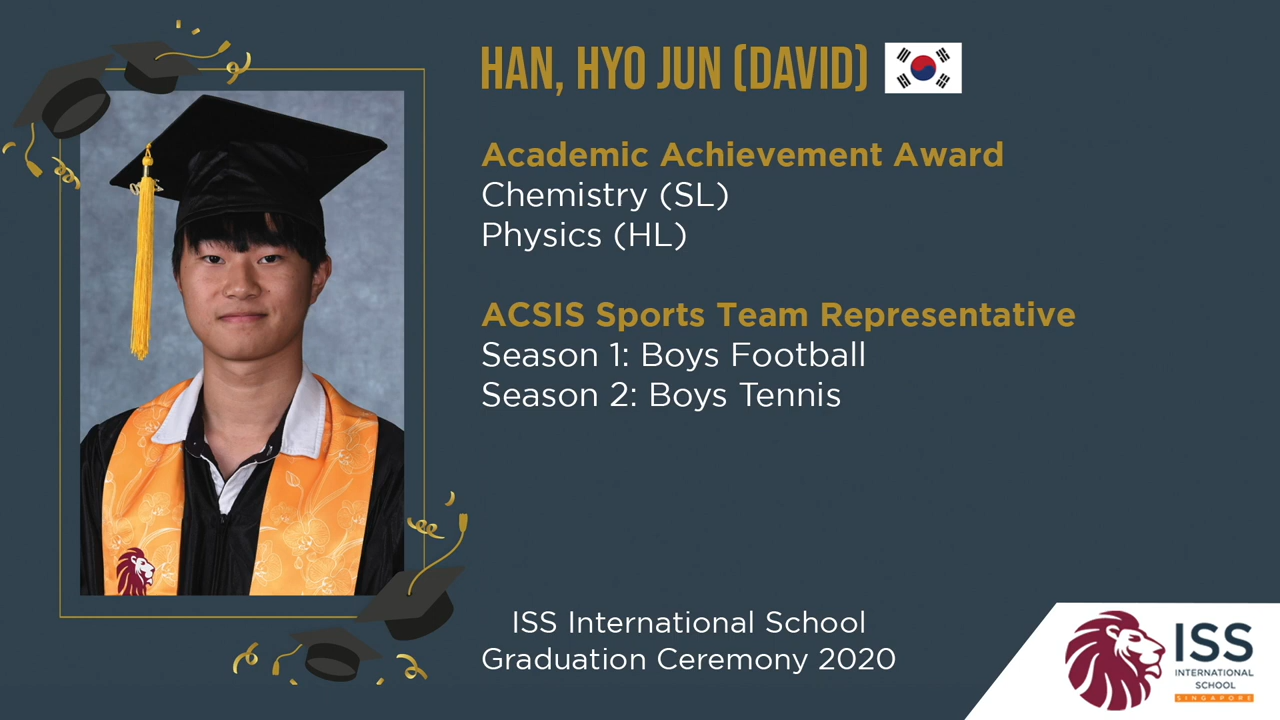 HAN, HYO JUN (DAVID)
Academic Achievement Award
Chemistry (SL)
Physics (HL)
ACSIS Sports Team Representative
Season 1: Boys Football
Season 2: Boys Tennis
ISS International School
Graduation Ceremony 2020
ISS
INTERNATIONAL
SCHOOL
SINGAPORE